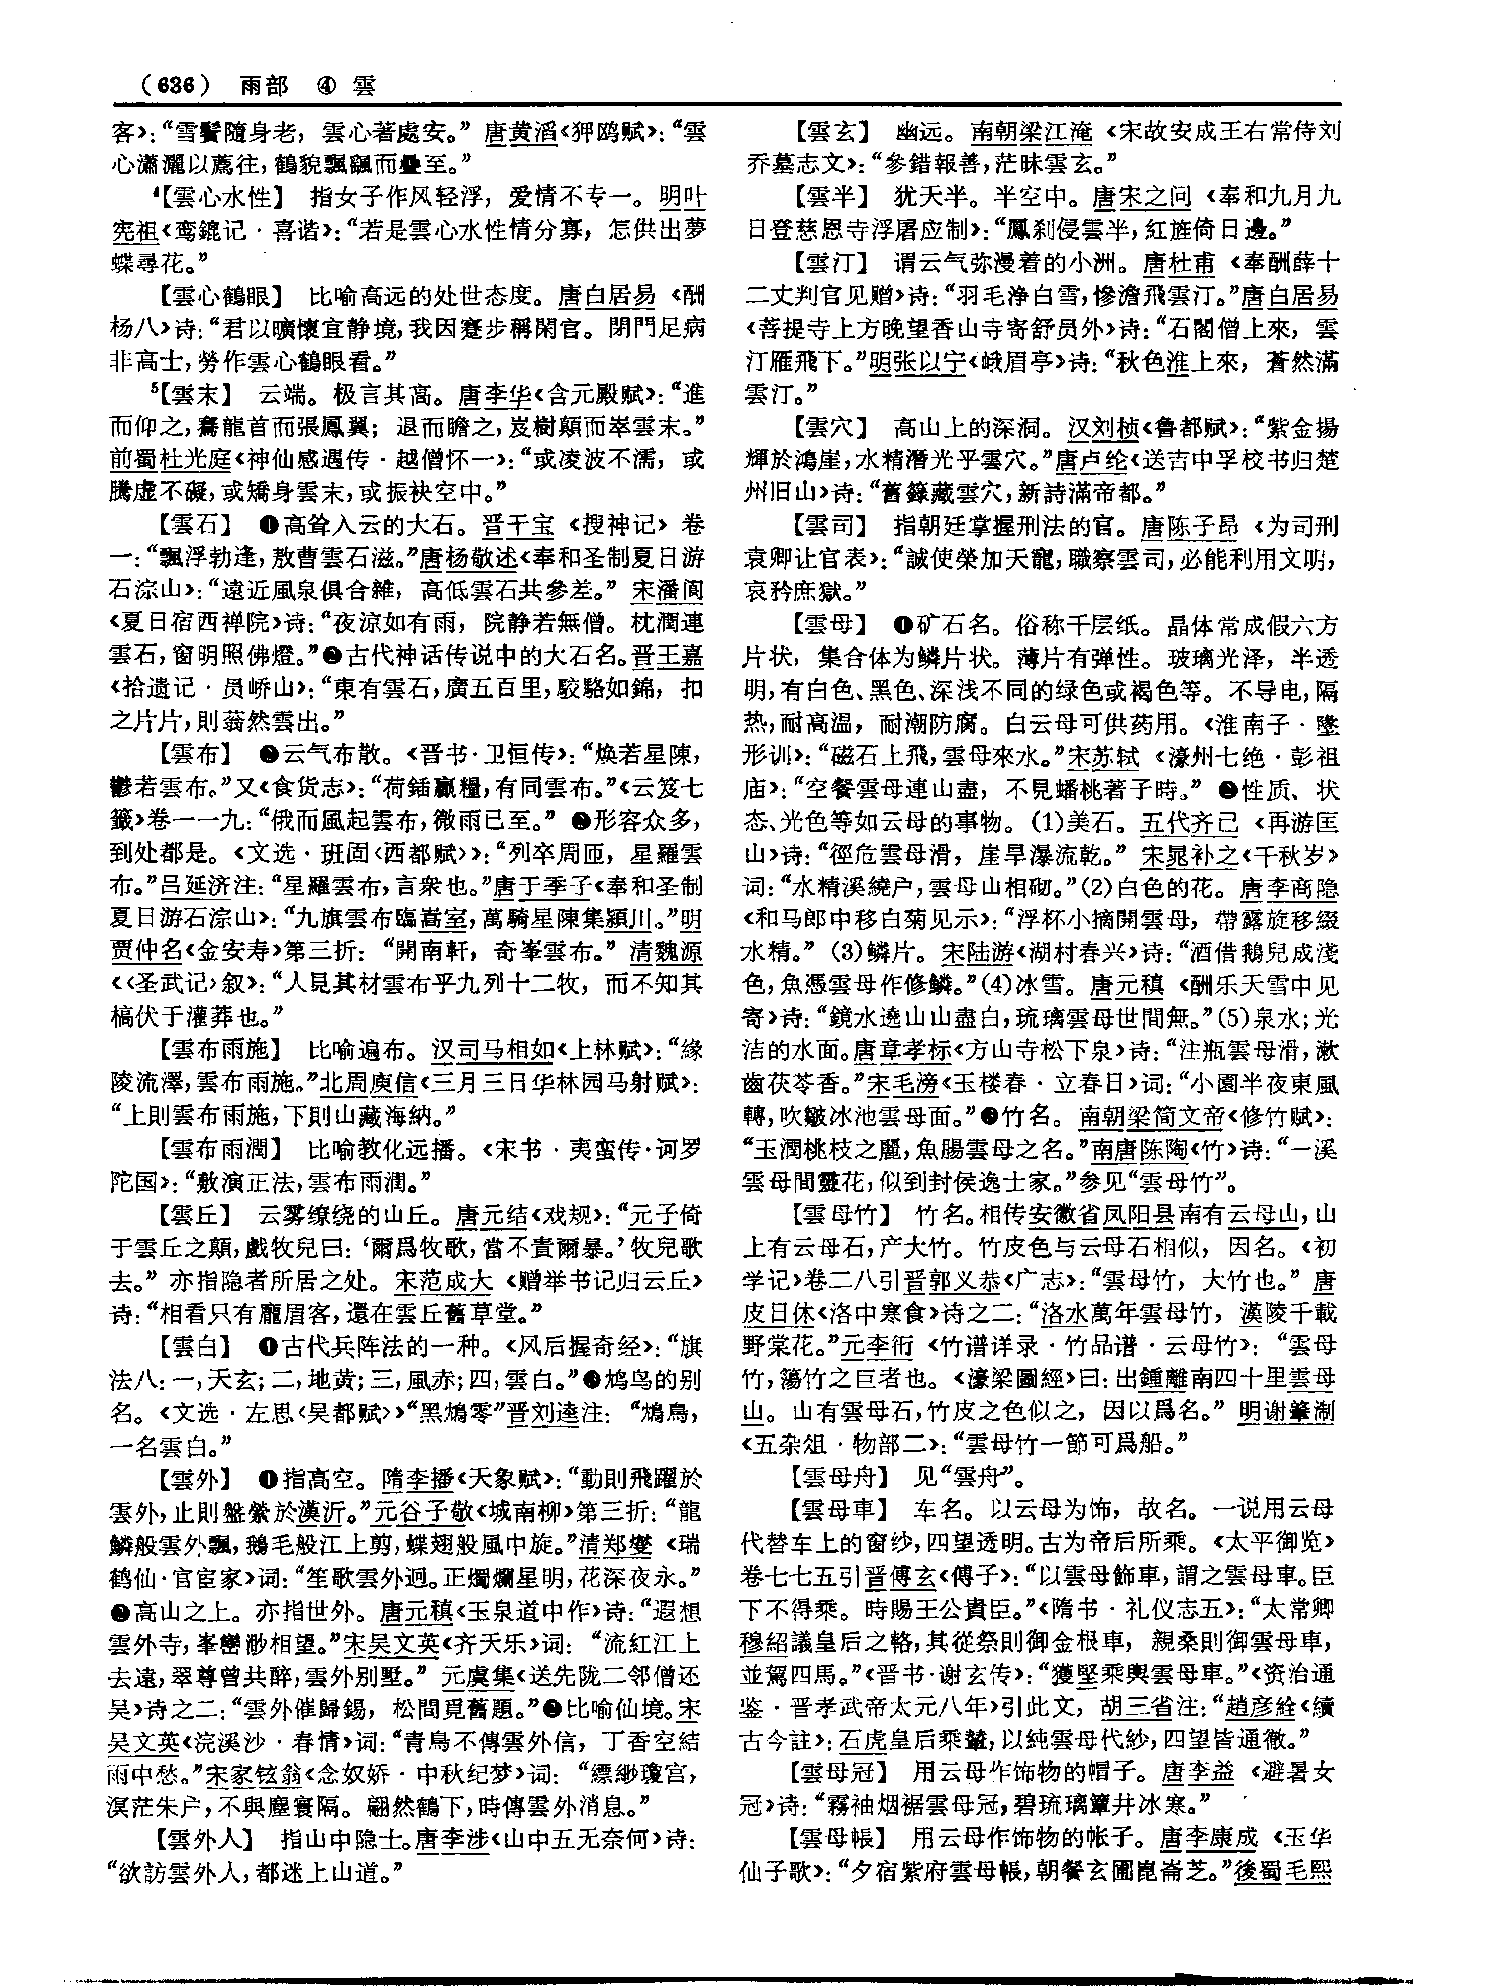 （636） 雨部 ④ 雲
客》：“雪鬢隨身老，雲心著處安。”唐黄滔《狎鸥赋》：“雲
心瀟灑以薦往，鶴貌飄飄而疊至。”
⁴【雲心水性】 指女子作风轻浮，爱情不专一。明叶
宪祖《鸾鎞记·喜谐》：“若是雲心水性情分寡，怎供出夢
蝶尋花。”
【雲心鶴眼】 比喻高远的处世态度。唐白居易《酬
杨八》诗：“君以曠懷宜静境，我因蹇步稱閑官。閉門足病
非高士，勞作雲心鶴眼看。”
⁵【雲末】 云端。极言其高。唐李华《含元殿赋》：“進
而仰之，騫龍首而張鳳翼；退而瞻之，岌樹顛而崒雲末。”
前蜀杜光庭《神仙感遇传·越僧怀一》：“或凌波不濡，或
騰虚不礙，或矯身雲末，或振袂空中。”
【雲石】 ❶高耸入云的大石。晋干宝《搜神记》卷
一：“飄浮勃逢，敖曹雲石滋。”唐杨敬述《奉和圣制夏日游
石淙山》：“遠近風泉俱合雜，高低雲石共參差。”宋潘阆
《夏日宿西禅院》诗：“夜凉如有雨，院静若無僧。枕潤連
雲石，窗明照佛燈。”❷古代神话传说中的大石名。晋王嘉
《拾遗记·员峤山》：“東有雲石，廣五百里，駮駱如錦，扣
之片片，則蓊然雲出。”
【雲布】 ❶云气布散。《晋书·卫恒传》：“焕若星陳，
鬱若雲布。”又《食货志》：“荷鍤贏糧，有同雲布。”《云笈七
籤》卷一一九：“俄而風起雲布，微雨已至。”❷形容众多，
到处都是。《文选·班固〈西都赋〉》：“列卒周匝，星羅雲
布。”吕延济注：“星羅雲布，言衆也。”唐于季子《奉和圣制
夏日游石淙山》：“九旗雲布臨嵩室，萬騎星陳集潁川。”明
贾仲名《金安寿》第三折：“開南軒，奇峯雲布。”清魏源
《〈圣武记〉叙》：“人見其材雲布乎九列十二牧，而不知其
槁伏于灌莽也。”
【雲布雨施】 比喻遍布。汉司马相如《上林赋》：“緣
陵流澤，雲布雨施。”北周庾信《三月三日华林园马射赋》：
“上則雲布雨施，下則山藏海納。”
【雲布雨潤】 比喻教化远播。《宋书·夷蛮传·诃罗
陀国》：“敷演正法，雲布雨潤。”
【雲丘】 云雾缭绕的山丘。唐元结《戏规》：“元子倚
于雲丘之顛，戲牧兒曰：‘爾爲牧歌，當不責爾暴。’牧兒歌
去。”亦指隐者所居之处。宋范成大《赠举书记归云丘》
诗：“相看只有龐眉客，還在雲丘舊草堂。”
【雲白】 ❶古代兵阵法的一种。《风后握奇经》：“旗
法八：一，天玄；二，地黄；三，風赤；四，雲白。”❷鸩鸟的别
名。《文选·左思〈吴都赋〉》“黑鴆零”晋刘逵注：“鴆鳥，
一名雲白。”
【雲外】 ❶指高空。隋李播《天象赋》：“動則飛躍於
雲外，止則盤縈於漢沂。”元谷子敬《城南柳》第三折：“龍
鱗般雲外飄，鵝毛般江上剪，蝶翅般風中旋。”清郑燮《瑞
鹤仙·官宦家》词：“笙歌雲外迥。正燭爛星明，花深夜永。”
❷高山之上。亦指世外。唐元稹《玉泉道中作》诗：“遐想
雲外寺，峯巒渺相望。”宋吴文英《齐天乐》词：“流紅江上
去遠，翠尊曾共醉，雲外别墅。”元虞集《送先陇二邻僧还
吴》诗之二：“雲外催歸錫，松間覓舊題。”❸比喻仙境。宋
吴文英《浣溪沙·春情》词：“青鳥不傳雲外信，丁香空結
雨中愁。”宋家铉翁《念奴娇·中秋纪梦》词：“縹緲瓊宫，
溟茫朱户，不與塵寰隔。翩然鶴下，時傳雲外消息。”
【雲外人】 指山中隐士。唐李涉《山中五无奈何》诗：
“欲訪雲外人，都迷上山道。”
【雲玄】 幽远。南朝梁江淹《宋故安成王右常侍刘
乔墓志文》：“參錯報善，茫昧雲玄。”
【雲半】 犹天半。半空中。唐宋之问《奉和九月九
日登慈恩寺浮屠应制》：“鳳刹侵雲半，紅旌倚日邊。”
【雲汀】 谓云气弥漫着的小洲。唐杜甫《奉酬薛十
二丈判官见赠》诗：“羽毛净白雪，慘澹飛雲汀。”唐白居易
《菩提寺上方晚望香山寺寄舒员外》诗：“石閣僧上來，雲
汀雁飛下。”明张以宁《峨眉亭》诗：“秋色淮上來，蒼然滿
雲汀。”
【雲穴】 高山上的深洞。汉刘桢《鲁都赋》：“紫金揚
輝於鴻崖，水精潛光乎雲穴。”唐卢纶《送吉中孚校书归楚
州旧山》诗：“舊籙藏雲穴，新詩滿帝都。”
【雲司】 指朝廷掌握刑法的官。唐陈子昂《为司刑
袁卿让官表》：“誠使榮加天寵，職察雲司，必能利用文明，
哀矜庶獄。”
【雲母】 ❶矿石名。俗称千层纸。晶体常成假六方
片状，集合体为鳞片状。薄片有弹性。玻璃光泽，半透
明，有白色、黑色、深浅不同的绿色或褐色等。不导电，隔
热，耐高温，耐潮防腐。白云母可供药用。《淮南子·墬
形训》：“磁石上飛，雲母來水。”宋苏轼《濠州七绝·彭祖
庙》：“空餐雲母連山盡，不見蟠桃著子時。”❷性质、状
态、光色等如云母的事物。(1)美石。五代齐己《再游匡
山》诗：“徑危雲母滑，崖旱瀑流乾。”宋晁补之《千秋岁》
词：“水精溪繞户，雲母山相砌。”(2)白色的花。唐李商隐
《和马郎中移白菊见示》：“浮杯小摘開雲母，帶露旋移綴
水精。”(3)鳞片。宋陆游《湖村春兴》诗：“酒借鵝兒成淺
色，魚憑雲母作修鱗。”(4)冰雪。唐元稹《酬乐天雪中见
寄》诗：“鏡水遶山山盡白，琉璃雲母世間無。”(5)泉水；光
洁的水面。唐章孝标《方山寺松下泉》诗：“注瓶雲母滑，漱
齒茯苓香。”宋毛滂《玉楼春·立春日》词：“小園半夜東風
轉，吹皺冰池雲母面。”❸竹名。南朝梁简文帝《修竹赋》：
“玉潤桃枝之麗，魚腸雲母之名。”南唐陈陶《竹》诗：“一溪
雲母間靈花，似到封侯逸士家。”参见“雲母竹”。
【雲母竹】 竹名。相传安徽省凤阳县南有云母山，山
上有云母石，产大竹。竹皮色与云母石相似，因名。《初
学记》卷二八引晋郭义恭《广志》：“雲母竹，大竹也。”唐
皮日休《洛中寒食》诗之二：“洛水萬年雲母竹，漢陵千載
野棠花。”元李衎《竹谱详录·竹品谱·云母竹》：“雲母
竹，簜竹之巨者也。《濠梁圖經》曰：出鍾離南四十里雲母
山。山有雲母石，竹皮之色似之，因以爲名。”明谢肇淛
《五杂俎·物部二》：“雲母竹一節可爲船。”
【雲母舟】 见“雲舟”。
【雲母車】 车名。以云母为饰，故名。一说用云母
代替车上的窗纱，四望透明。古为帝后所乘。《太平御览》
卷七七五引晋傅玄《傅子》：“以雲母飾車，謂之雲母車。臣
下不得乘。時賜王公貴臣。”《隋书·礼仪志五》：“太常卿
穆紹議皇后之輅，其從祭則御金根車，親桑則御雲母車，
並駕四馬。”《晋书·谢玄传》：“獲堅乘輿雲母車。”《资治通
鉴·晋孝武帝太元八年》引此文，胡三省注：“趙彦絟《續
古今註》：石虎皇后乘輦，以純雲母代紗，四望皆通徹。”
【雲母冠】 用云母作饰物的帽子。唐李益《避暑女
冠》诗：“霧袖烟裾雲母冠，碧琉璃簟井冰寒。”
【雲母帳】 用云母作饰物的帐子。唐李康成《玉华
仙子歌》：“夕宿紫府雲母帳，朝餐玄圃崑崙芝。”後蜀毛熙